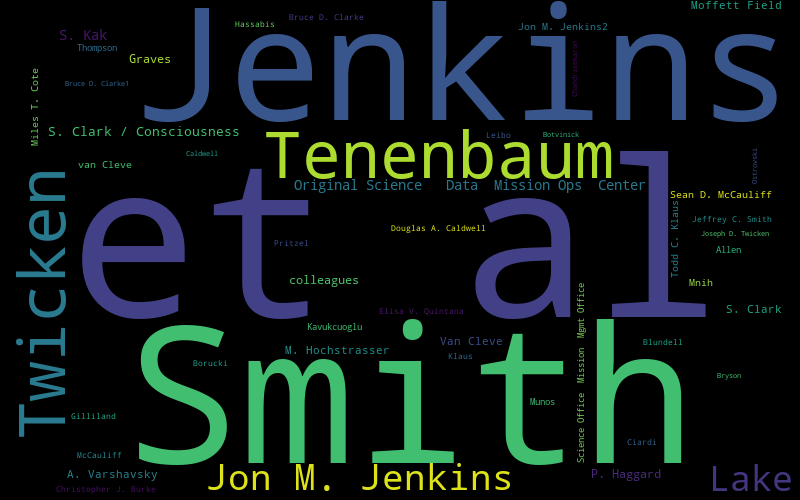 Moffett Field
Jenkins
Bruce D. Clarke
Hassabis
Jon M. Jenkins2
S. Kak
Thompson
Graves
Chandrasekaran
Bruce D. Clarke1
Miles T. Cote
S. Clark / Consciousness
Tenenbaum
Leibo
Botvinick
Caldwell
van Cleve
Ostrovski
Original Science Data Mission Ops Center
Sean D. McCauliff
Twicken
et al
Todd C. Klaus
Jeffrey C. Smith
Douglas A. Caldwell
Joseph D. Twicken
Pritzel
Allen
colleagues
Mnih
Elisa V. Quintana
S. Clark
Science Office Mission Mgmt Office
Kavukcuoglu
Smith
Van Cleve
Blundell
M. Hochstrasser
Klaus
Borucki
Bryson
Munos
Gilliland
Ciardi
McCauliff
A. Varshavsky
Jon M. Jenkins
P. Haggard
Lake
Christopher J. Burke